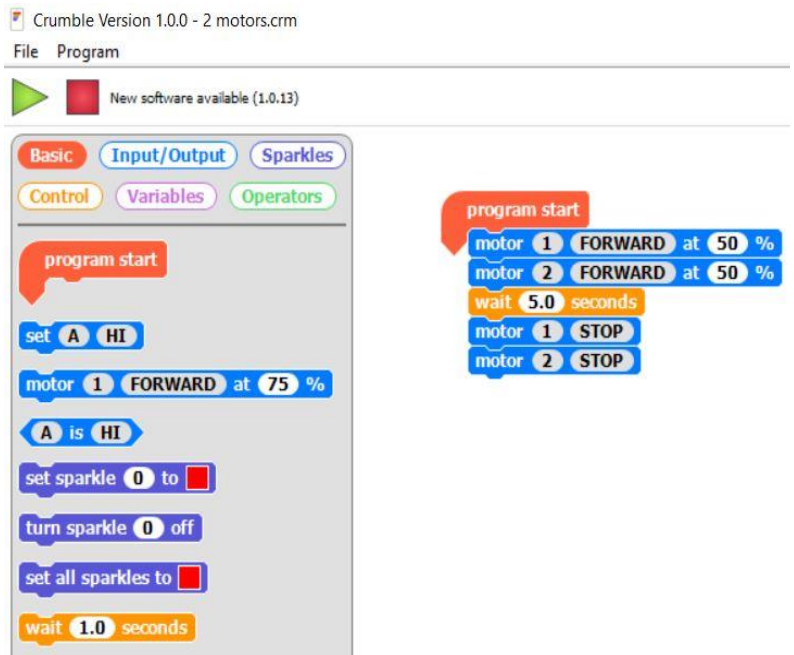 Crumble Version 1.0.0 - 2 motors.crm
File Program
New software available (1.0.13)
Basic Input/Output Sparkles
Control Variables Operators
program start
set A HI
motor 1 FORWARD at 75 %
A is HI
set sparkle 0 to
turn sparkle 0 off
set all sparkles to
wait 1.0 seconds
program start
motor 1 FORWARD at 50 %
motor 2 FORWARD at 50 %
wait 5.0 seconds
motor 1 STOP
motor 2 STOP